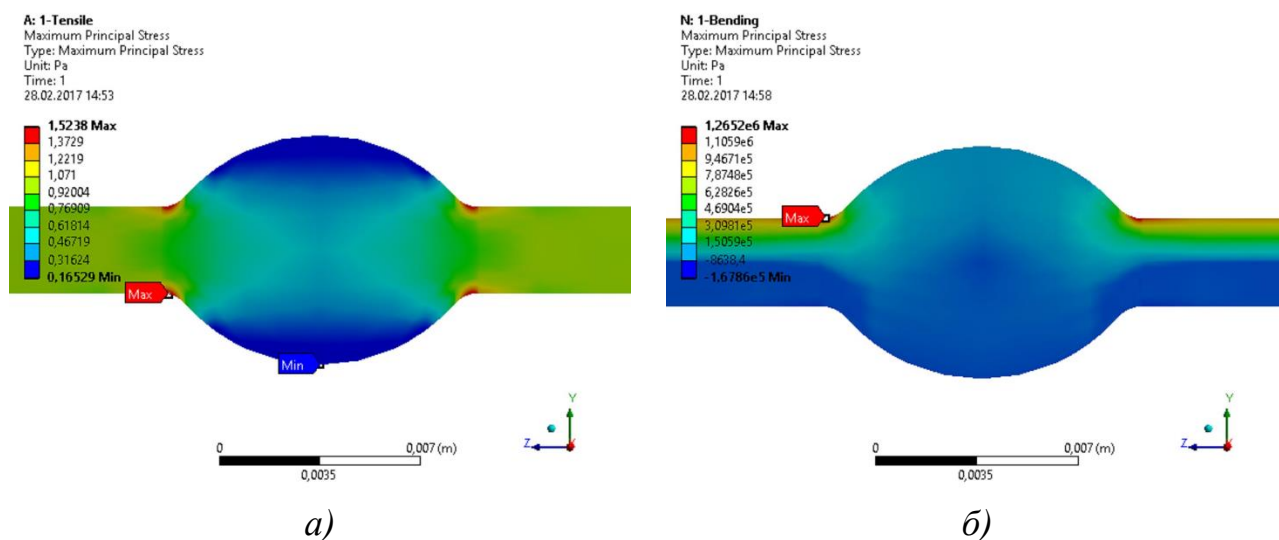 A: 1-Tensile
Maximum Principal Stress
Type: Maximum Principal Stress
Unit: Pa
Time: 1
28.02.2017 14:53
1,5238 Max
1,3729
1,2219
1,071
0,92004
0,76909
0,61814
0,46719
0,31624
0,16529 Min
Max
Min
Y
Z
X
0
0,007 (m)
0,0035
а)
N: 1-Bending
Maximum Principal Stress
Type: Maximum Principal Stress
Unit: Pa
Time: 1
28.02.2017 14:58
1,2652e6 Max
1,1059e6
9,4671e5
7,8748e5
6,2826e5
4,6904e5
3,0981e5
1,5059e5
-8638,4
-1,6786e5 Min
Max
Y
Z
X
0
0,007 (m)
0,0035
б)